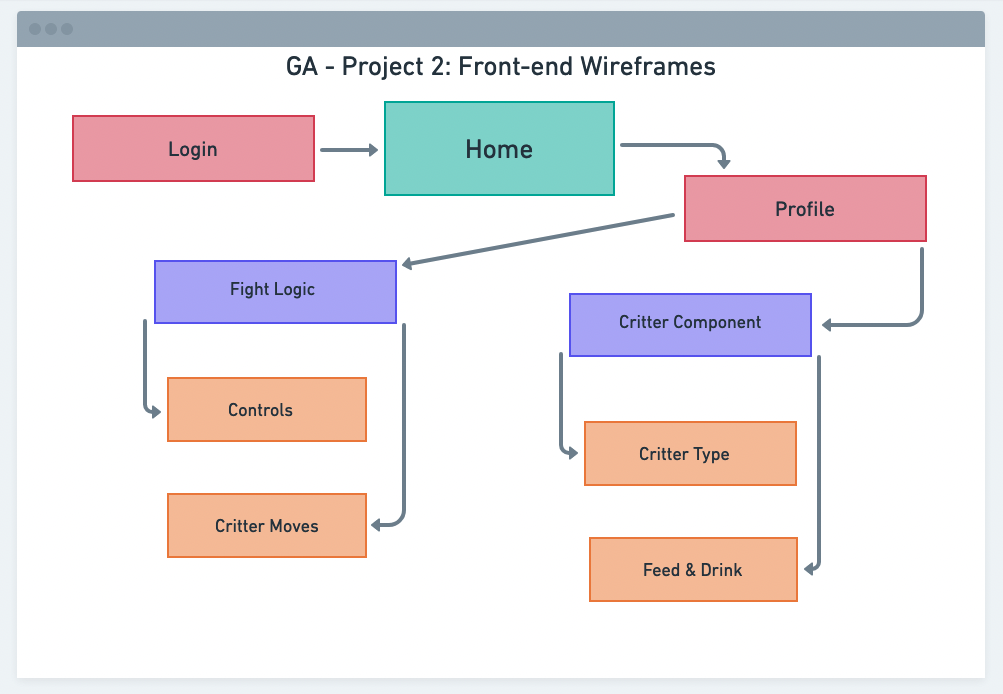 GA - Project 2: Front-end Wireframes
Login
Home
Profile
Fight Logic
Critter Component
Controls
Critter Type
Critter Moves
Feed & Drink